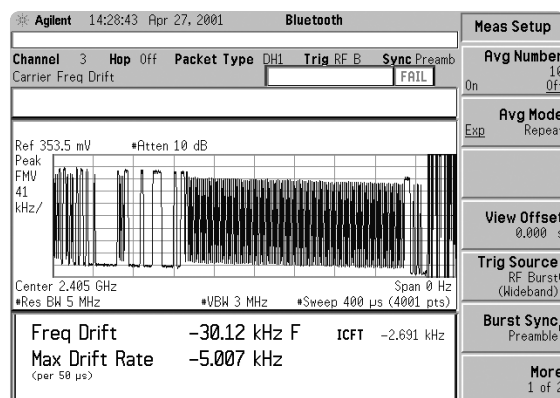 Agilent 14:28:43 Apr 27, 2001 Bluetooth
Channel 3 Hop Off Packet Type DH1 Trig RF B Sync Preamb
Carrier Freq Drift FAIL
Ref 353.5 mV #Atten 10 dB
Peak
FMV
41
kHz/
Center 2.405 GHz Span 0 Hz
#Res BW 5 MHz #VBW 3 MHz #Sweep 400 µs (4001 pts)
Freq Drift -30.12 kHz F ICFT -2.691 kHz
Max Drift Rate -5.007 kHz
(per 50 µs)
Meas Setup
Avg Number
10
On Off
Avg Mode
Exp Repeat
View Offset
0.000 s
Trig Source
RF Burst
(Wideband)
Burst Sync
Preamble
More
1 of 2